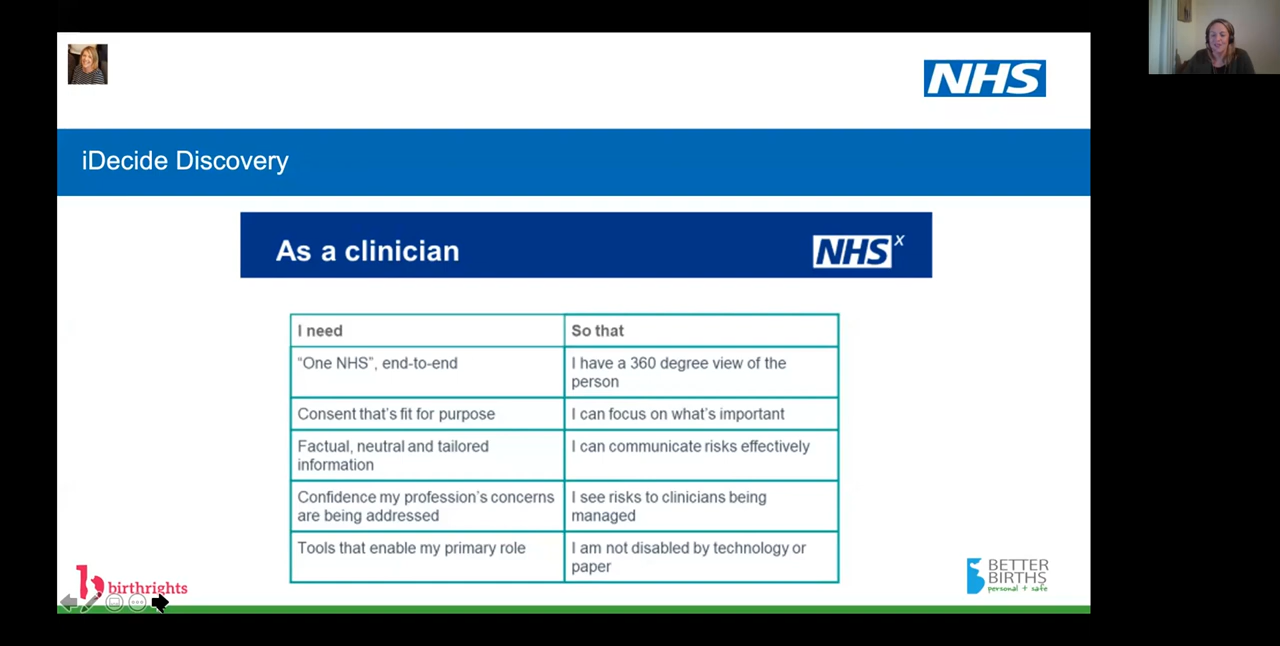 NHS
iDecide Discovery
As a clinician
NHSX
I need
So that
“One NHS”, end-to-end
I have a 360 degree view of the
person
Consent that’s fit for purpose
I can focus on what’s important
Factual, neutral and tailored
information
I can communicate risks effectively
Confidence my profession’s concerns
are being addressed
I see risks to clinicians being
managed
Tools that enable my primary role
I am not disabled by technology or
paper
birthrights
BETTER
BIRTHS
personal + safe